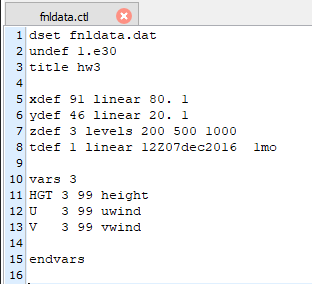 fnldata.ctl
1 dset fnldata.dat
2 undef 1.e30
3 title hw3
4
5 xdef 91 linear 80. 1
6 ydef 46 linear 20. 1
7 zdef 3 levels 200 500 1000
8 tdef 1 linear 12Z07dec2016  1mo
9
10 vars 3
11 HGT 3 99 height
12 U   3 99 uwind
13 V   3 99 vwind
14
15 endvars
16